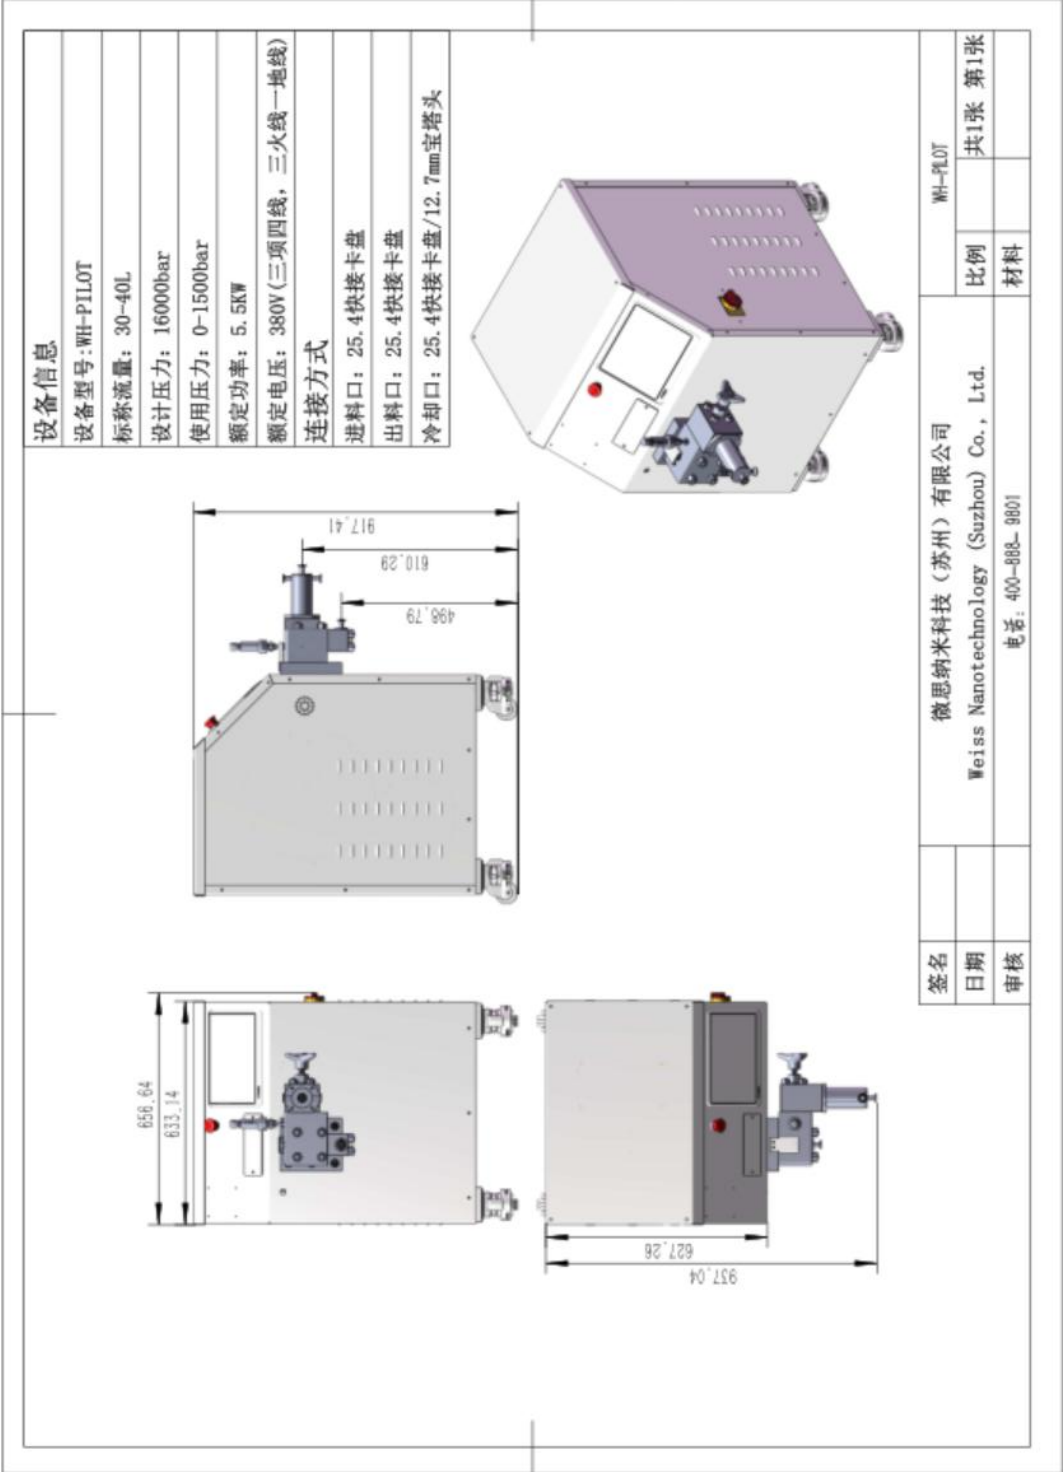 设备信息
设备型号:WH-PILOT
标称流量: 30-40L
设计压力: 16000bar
使用压力: 0-1500bar
额定功率: 5.5KW
额定电压: 380V(三项四线, 三火线一地线)
连接方式
进料口: 25.4快接卡盘
出料口: 25.4快接卡盘
冷却口: 25.4快接卡盘/12.7mm宝塔头
656.64
633.14
917.41
610.29
498.79
627.26
937.04
签名
日期
审核
微思纳米科技（苏州）有限公司
Weiss Nanotechnology (Suzhou) Co., Ltd.
电话: 400-888-9801
WH-PILOT
比例
共1张 第1张
材料